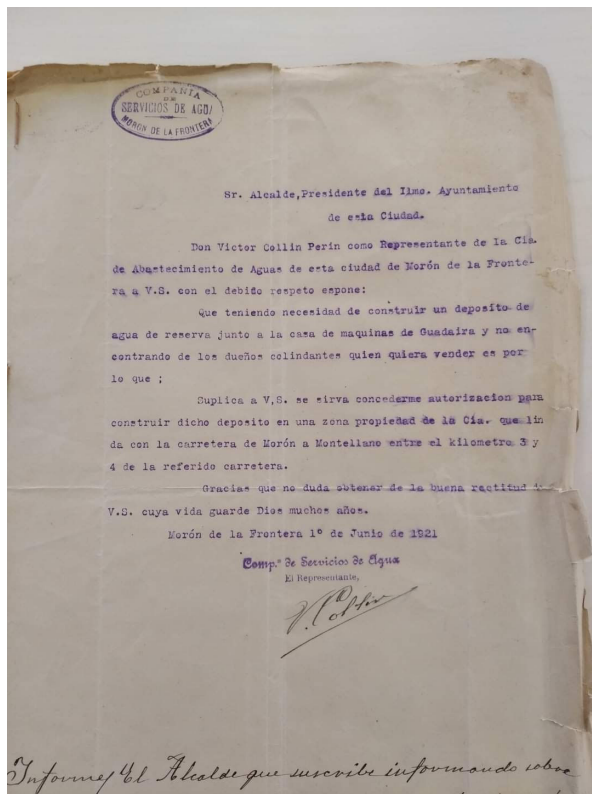 COMPAÑIA
DE
SERVICIOS DE AGUA
MORÓN DE LA FRONTERA
Sr. Alcalde,Presidente del Ilmo. Ayuntamiento
de esta Ciudad.
Don Victor Collin Perin como Representante de la Cia.
de Abastecimiento de Aguas de esta ciudad de Morón de la Fronte-
ra a V.S. con el debido respeto espone:
Que teniendo necesidad de construir un deposito de
agua de reserva junto a la casa de maquinas de Guadaira y no en-
contrando de los dueños colindantes quien quiera vender es por
lo que ;
Suplica a V,S. se sirva concederme autorizacion para
construir dicho deposito en una zona propiedad de la Cía. que lin
da con la carretera de Morón a Montellano entre el kilometro 3 y
4 de la referido carretera.
Gracias que no duda obtener de la buena rectitud de
V.S. cuya vida guarde Dios muchos años.
Morón de la Frontera 1º de Junio de 1921
Comp.ª de Servicios de Agua
El Representante,
V. Collin
Informe/ El Alcalde que suscribe informando sobre